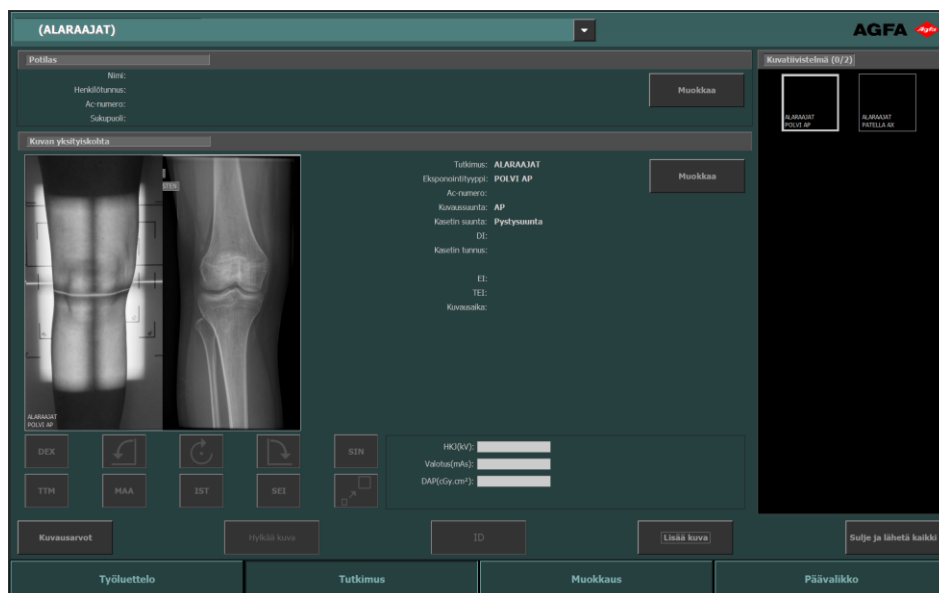 (ALARAAJAT)
AGFA
Agfa
Potilas
Nimi:
Henkilötunnus:
Ac-numero:
Sukupuoli:
Muokkaa
Kuvatiivistelmä (0/2)
ALARAAJAT
POLVI AP
ALARAAJAT
PATELLA AX
Kuvan yksityiskohta
Tutkimus: ALARAAJAT
Eksponointityyppi: POLVI AP
Ac-numero:
Kuvaussuunta: AP
Kasetin suunta: Pystysuunta
DI:
Kasetin tunnus:
EI:
TEI:
Kuvausaika:
Muokkaa
ALARAAJAT
POLVI AP
DEX
SIN
TTM
MAA
IST
SEI
HKJ(kV):
Valotus(mAs):
DAP(cGy.cm²):
Kuvausarvot
Hylkää kuva
ID
Lisää kuva
Sulje ja lähetä kaikki
Työluettelo
Tutkimus
Muokkaus
Päävalikko